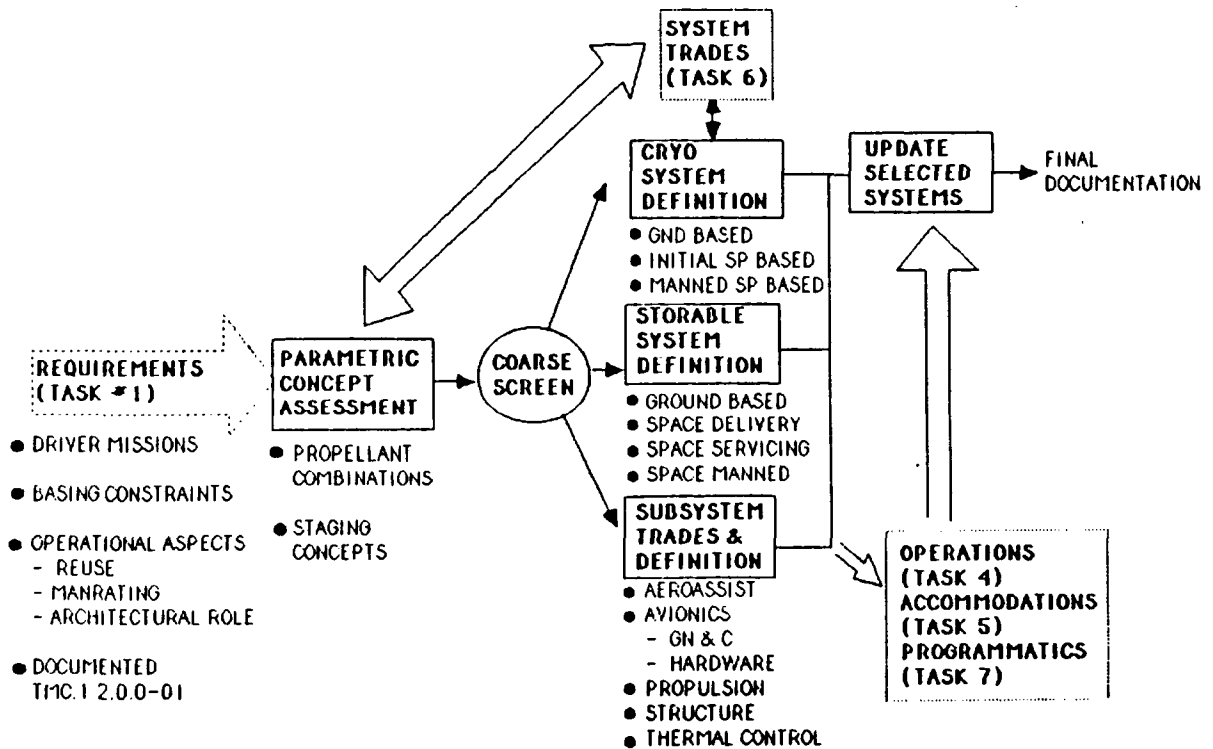 SYSTEM
TRADES
(TASK 6)
CRYO
SYSTEM
DEFINITION
● GND BASED
● INITIAL SP BASED
● MANNED SP BASED
UPDATE
SELECTED
SYSTEMS
FINAL
DOCUMENTATION
REQUIREMENTS
(TASK #1)
● DRIVER MISSIONS
● BASING CONSTRAINTS
● OPERATIONAL ASPECTS
- REUSE
- MANRATING
- ARCHITECTURAL ROLE
● DOCUMENTED
TMC.1 2.0.0-01
PARAMETRIC
CONCEPT
ASSESSMENT
● PROPELLANT
COMBINATIONS
● STAGING
CONCEPTS
COARSE
SCREEN
STORABLE
SYSTEM
DEFINITION
● GROUND BASED
● SPACE DELIVERY
● SPACE SERVICING
● SPACE MANNED
SUBSYSTEM
TRADES &
DEFINITION
● AEROASSIST
● AVIONICS
- GN & C
- HARDWARE
● PROPULSION
● STRUCTURE
● THERMAL CONTROL
OPERATIONS
(TASK 4)
ACCOMMODATIONS
(TASK 5)
PROGRAMMATICS
(TASK 7)